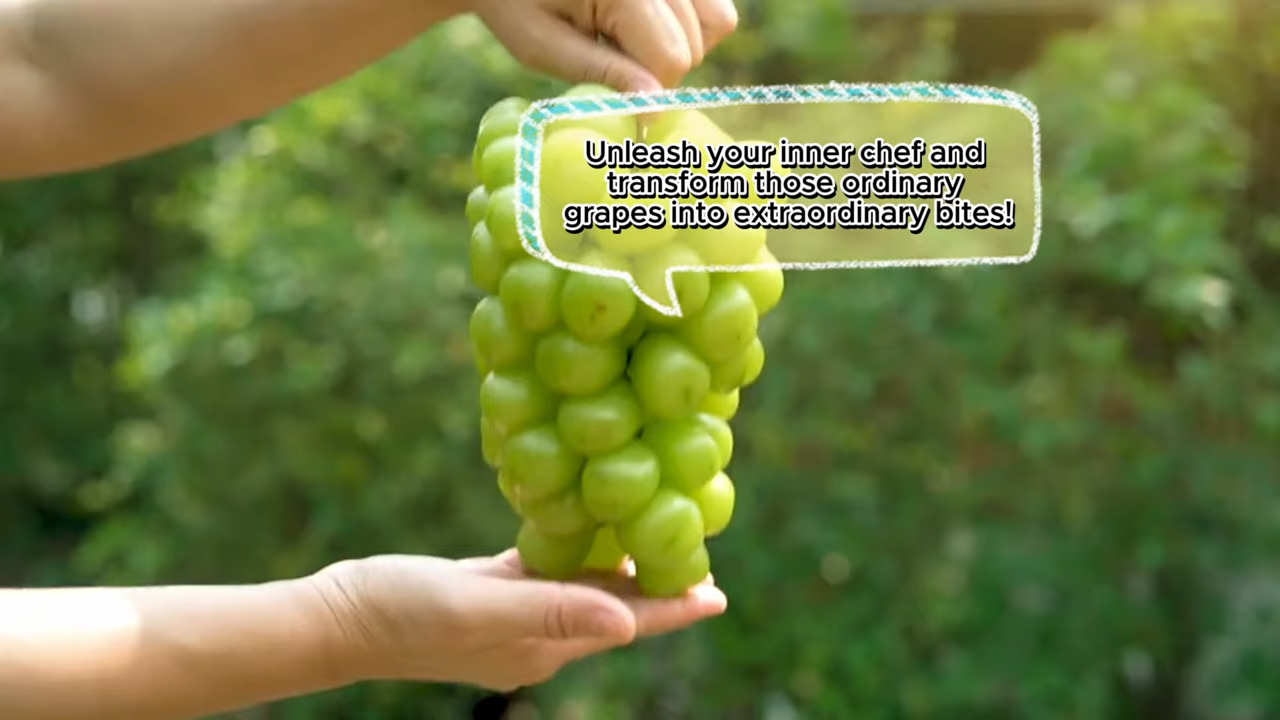 Unleash your inner chef and
transform those ordinary
grapes into extraordinary bites!